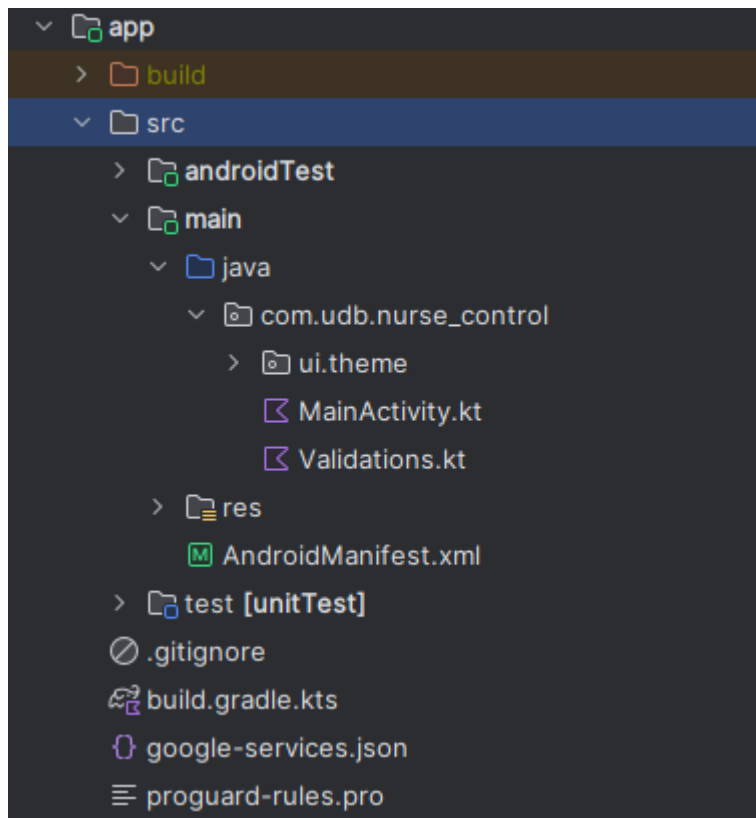 app
build
src
androidTest
main
java
com.udb.nurse_control
ui.theme
MainActivity.kt
Validations.kt
res
AndroidManifest.xml
test [unitTest]
.gitignore
build.gradle.kts
google-services.json
proguard-rules.pro